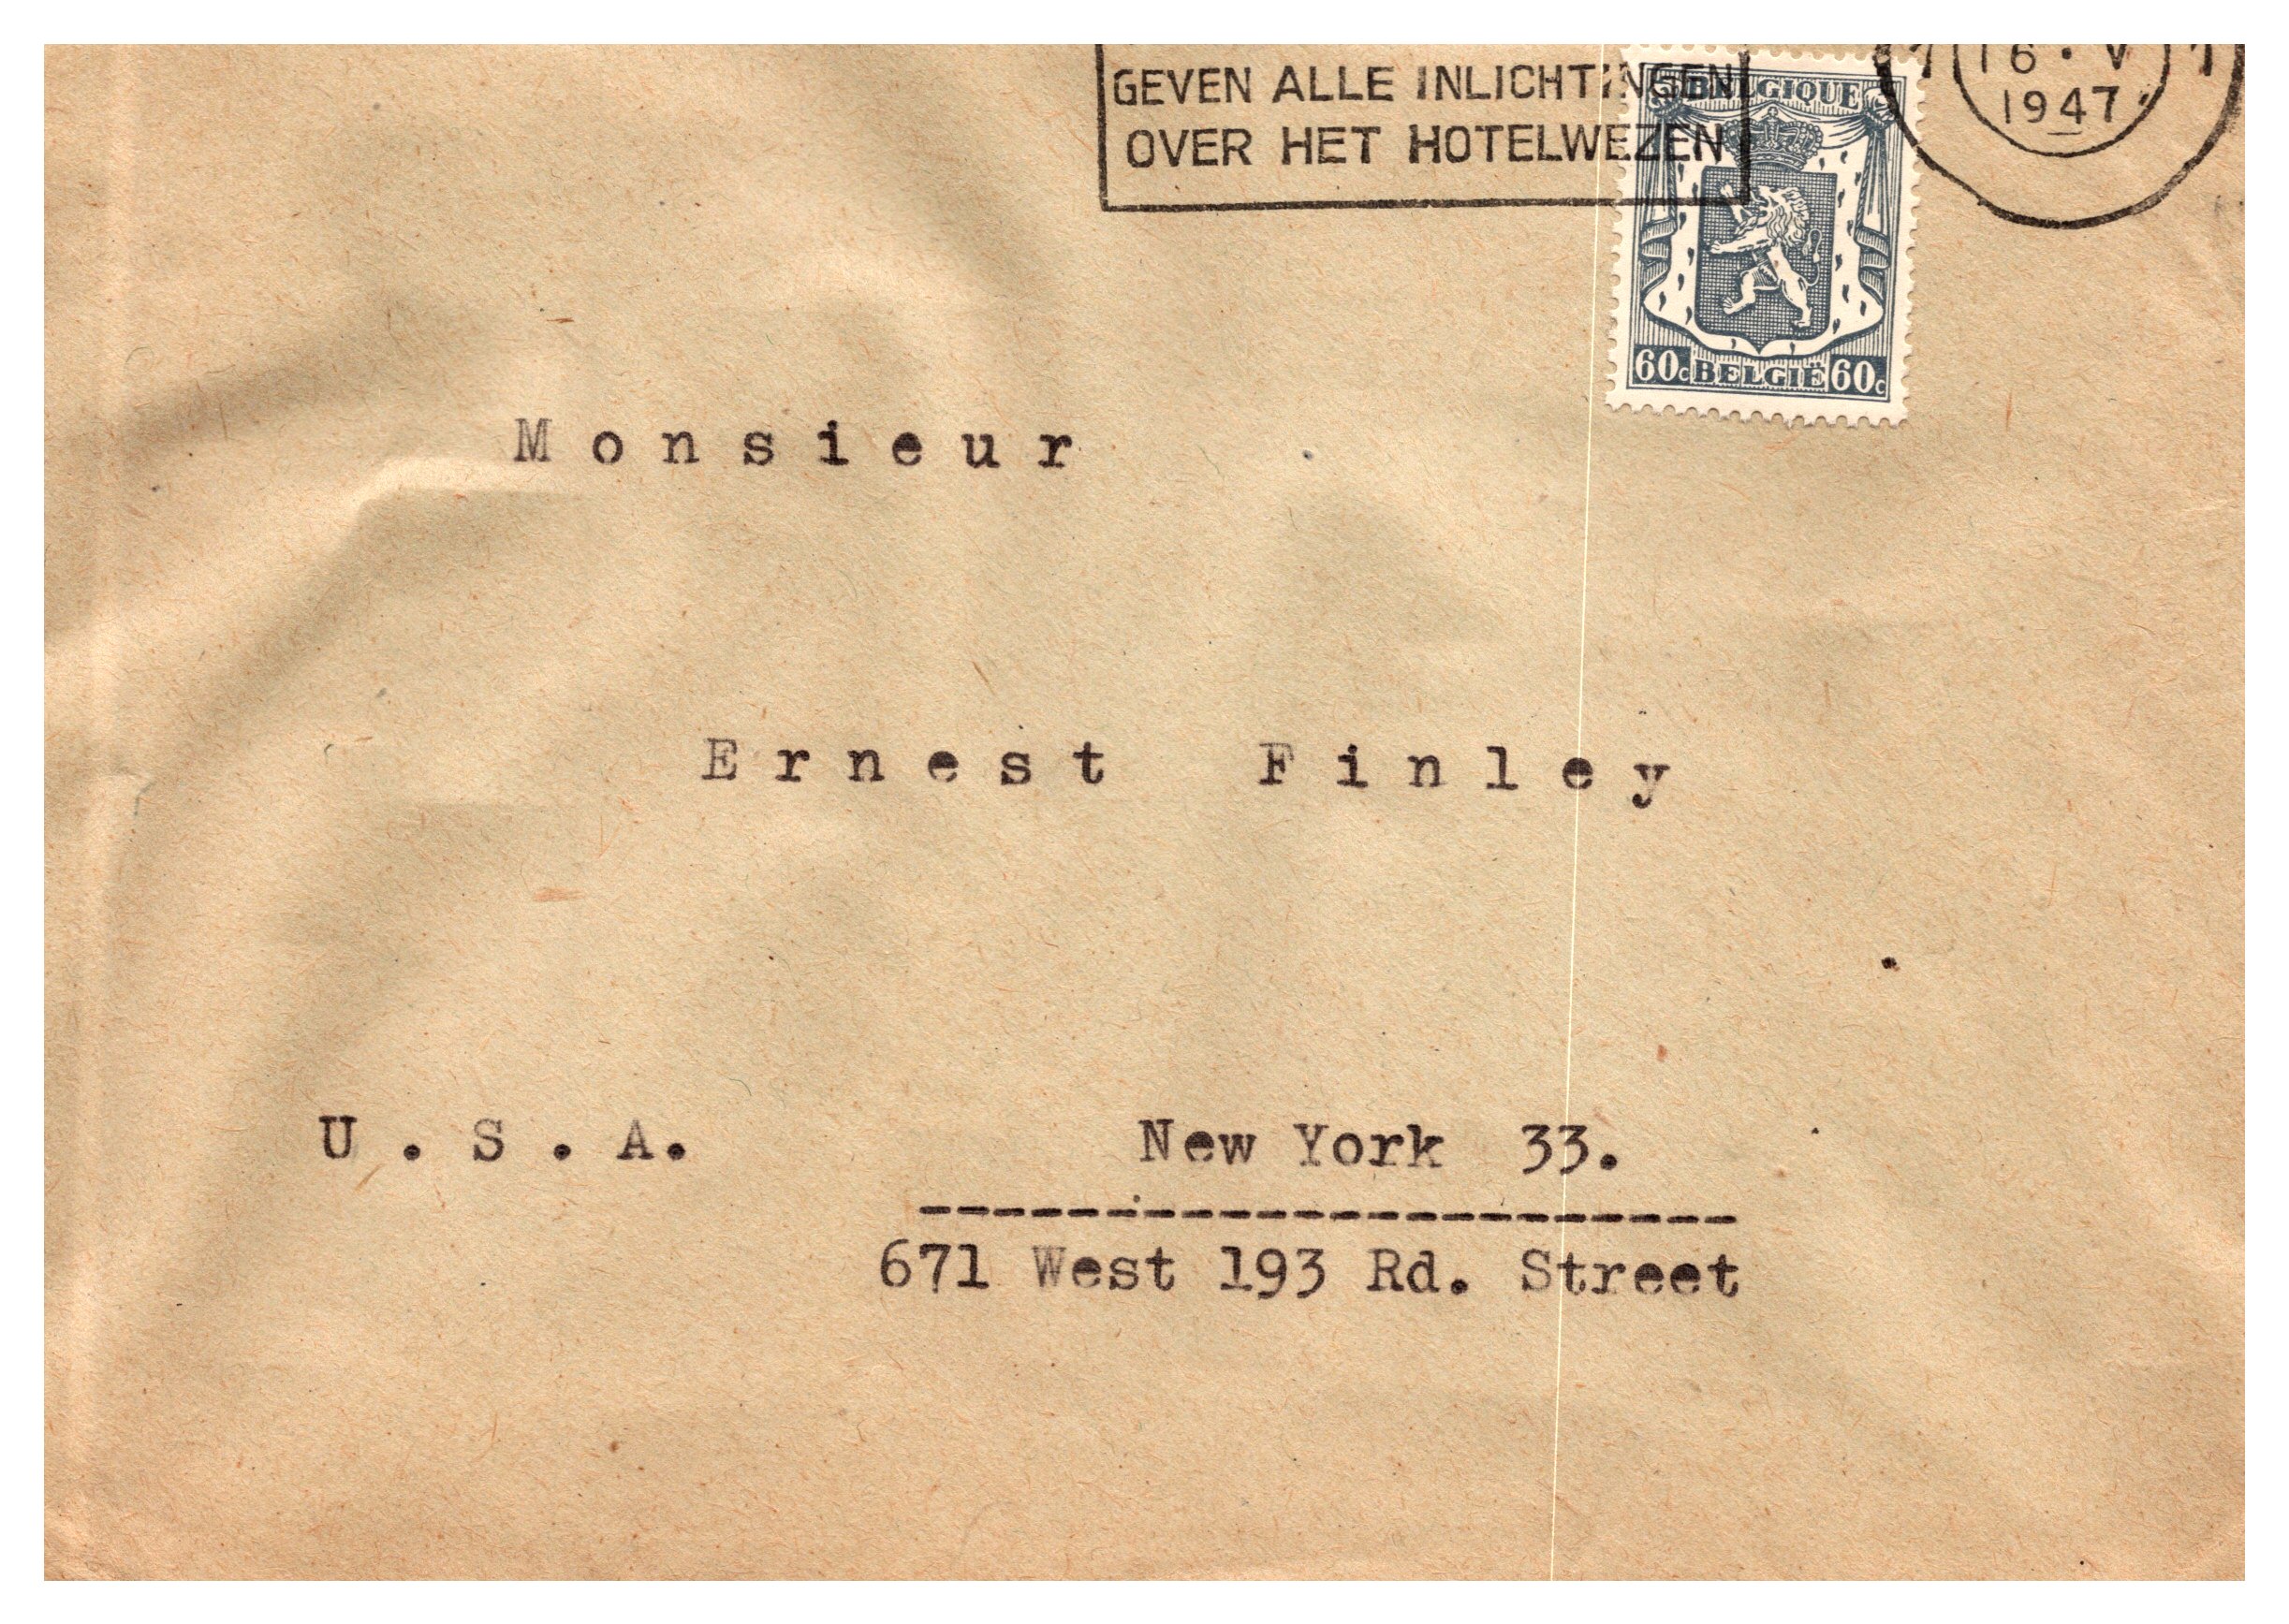 GEVEN ALLE INLICHTINGEN
OVER HET HOTELWEZEN
16 · V
1947
BELGIQUE
60c BELGIE 60c
Monsieur
Ernest Finley
U.S.A. New York 33.
-----------------------
671 West 193 Rd. Street